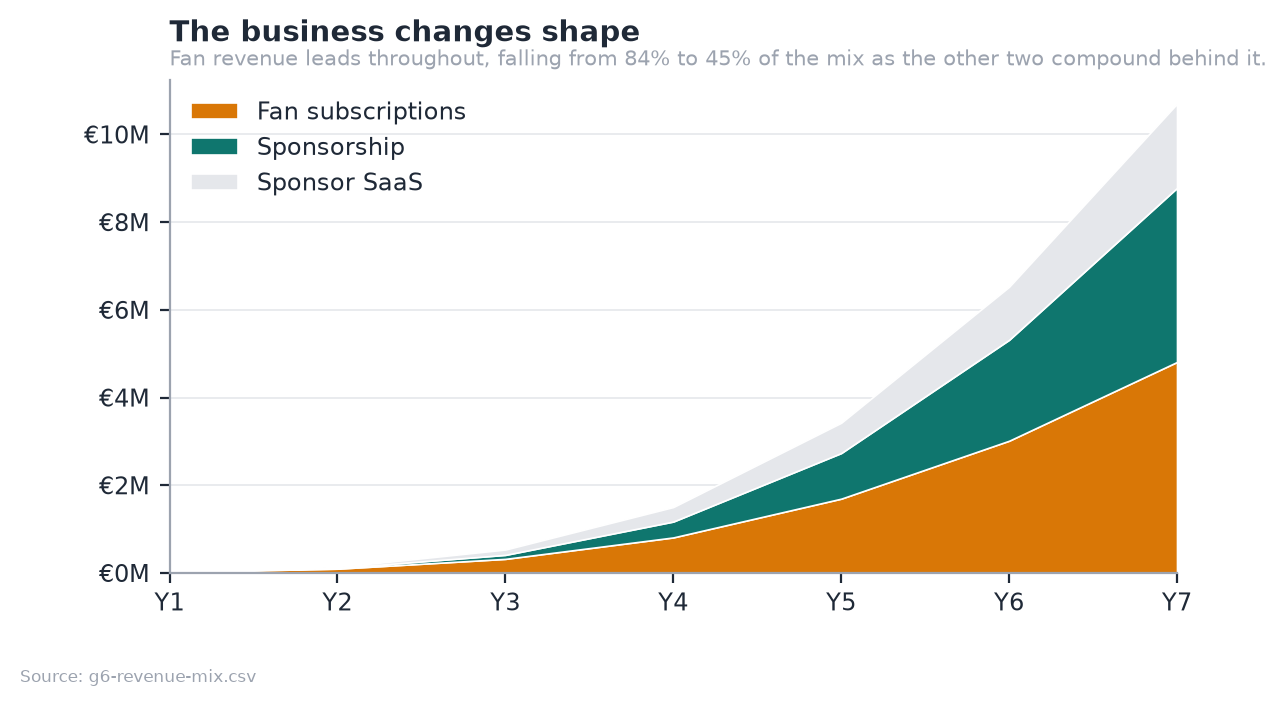 The business changes shape
Fan revenue leads throughout, falling from 84% to 45% of the mix as the other two compound behind it.
Fan subscriptions
Sponsorship
Sponsor SaaS
€10M
€8M
€6M
€4M
€2M
€0M
Y1 Y2 Y3 Y4 Y5 Y6 Y7
Source: g6-revenue-mix.csv